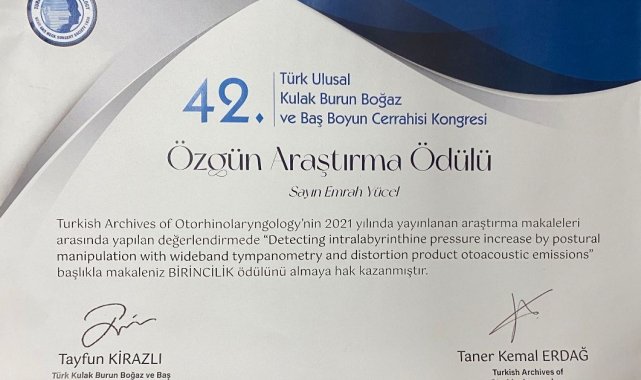 42.
Türk Ulusal
Kulak Burun Boğaz
ve Baş Boyun Cerrahisi Kongresi
Özgün Araştırma Ödülü
Sayın Emrah Yücel
Turkish Archives of Otorhinolaryngology'nin 2021 yılında yayınlanan araştırma makaleleri
arasında yapılan değerlendirmede "Detecting intralabyrinthine pressure increase by postural
manipulation with wideband tympanometry and distortion product otoacoustic emissions"
başlıkla makaleniz BİRİNCİLİK ödülünü almaya hak kazanmıştır.
Tayfun KİRAZLI
Türk Kulak Burun Boğaz ve Baş
Taner Kemal ERDAĞ
Turkish Archives of